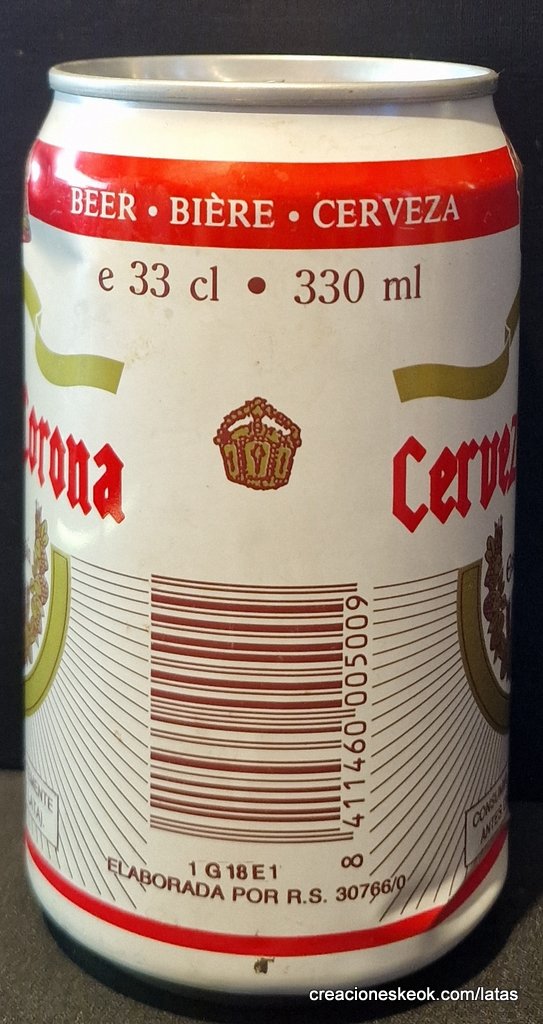 BEER • BIÈRE • CERVEZA
e 33 cl • 330 ml
Corona
8 411460 005009
1 G 18 E 1
ELABORADA POR R.S. 30766/0
creacioneskeok.com/latas